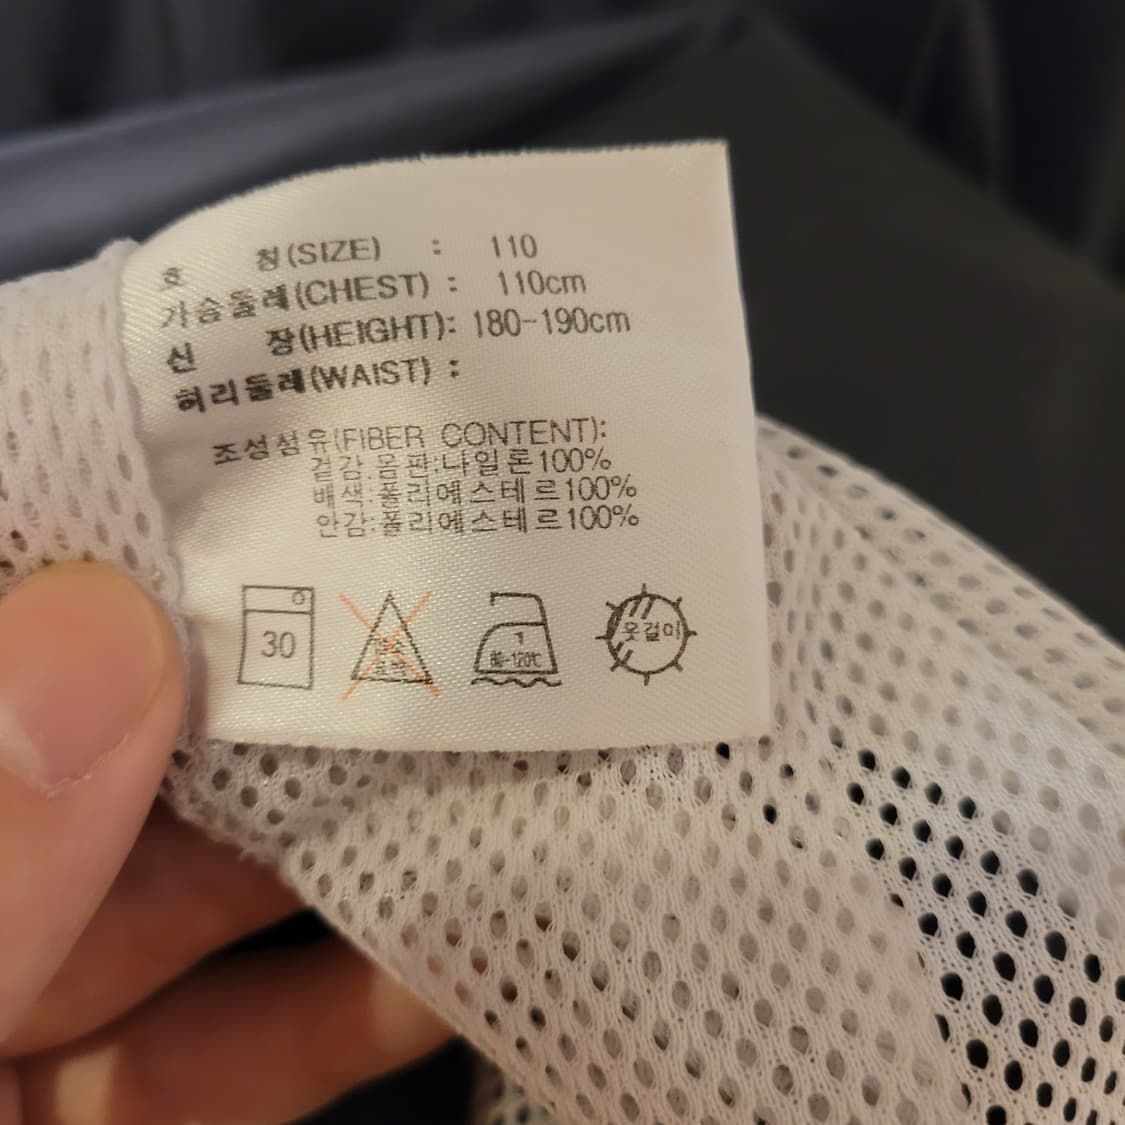 호 칭(SIZE) : 110
가슴둘레(CHEST) : 110cm
신 장(HEIGHT): 180-190cm
허리둘레(WAIST) :
조성섬유(FIBER CONTENT):
겉감몸판:나일론100%
배색:폴리에스테르100%
안감:폴리에스테르100%
30
1
80-120℃
옷걸이